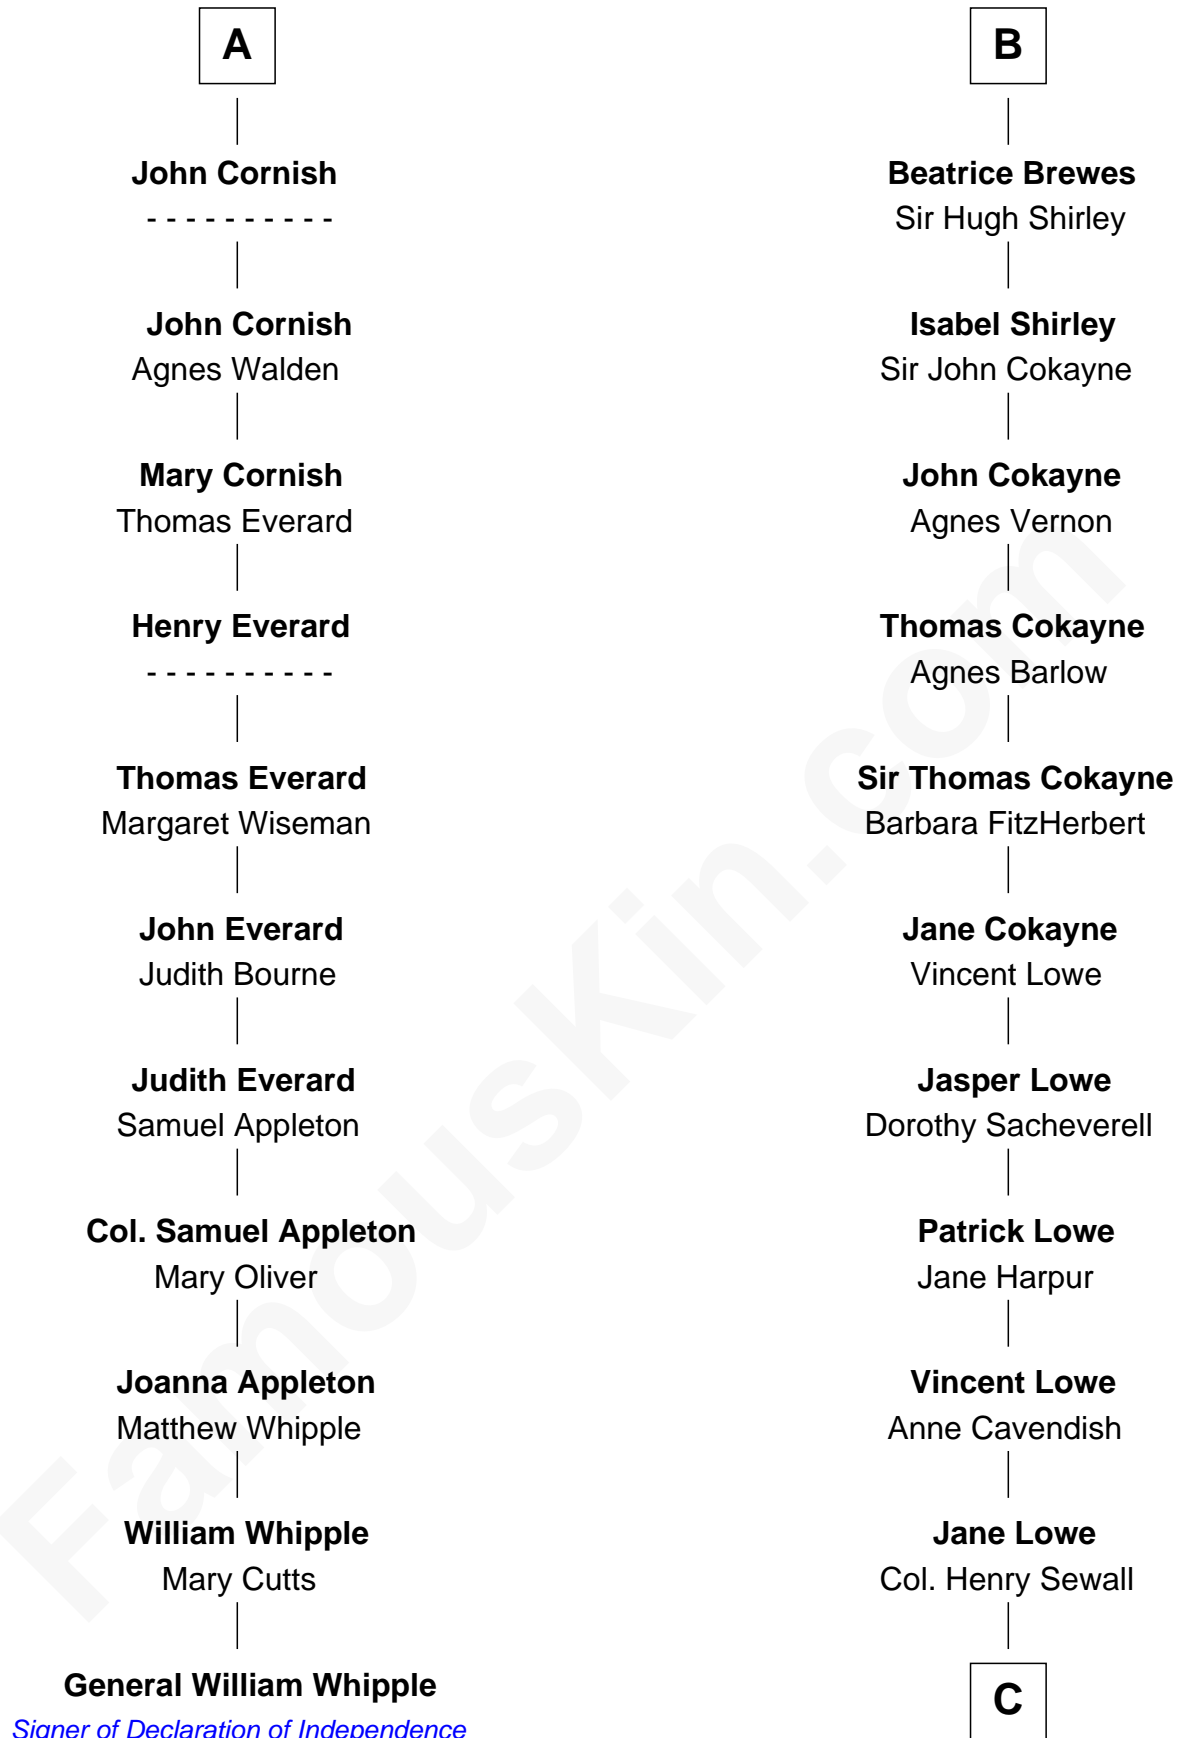 A
John Cornish
- - - - - - - - - -
John Cornish
Agnes Walden
Mary Cornish
Thomas Everard
Henry Everard
- - - - - - - - - -
Thomas Everard
Margaret Wiseman
John Everard
Judith Bourne
Judith Everard
Samuel Appleton
Col. Samuel Appleton
Mary Oliver
Joanna Appleton
Matthew Whipple
William Whipple
Mary Cutts
General William Whipple
Signer of Declaration of Independence
B
Beatrice Brewes
Sir Hugh Shirley
Isabel Shirley
Sir John Cokayne
John Cokayne
Agnes Vernon
Thomas Cokayne
Agnes Barlow
Sir Thomas Cokayne
Barbara FitzHerbert
Jane Cokayne
Vincent Lowe
Jasper Lowe
Dorothy Sacheverell
Patrick Lowe
Jane Harpur
Vincent Lowe
Anne Cavendish
Jane Lowe
Col. Henry Sewall
C
FamousKin.com